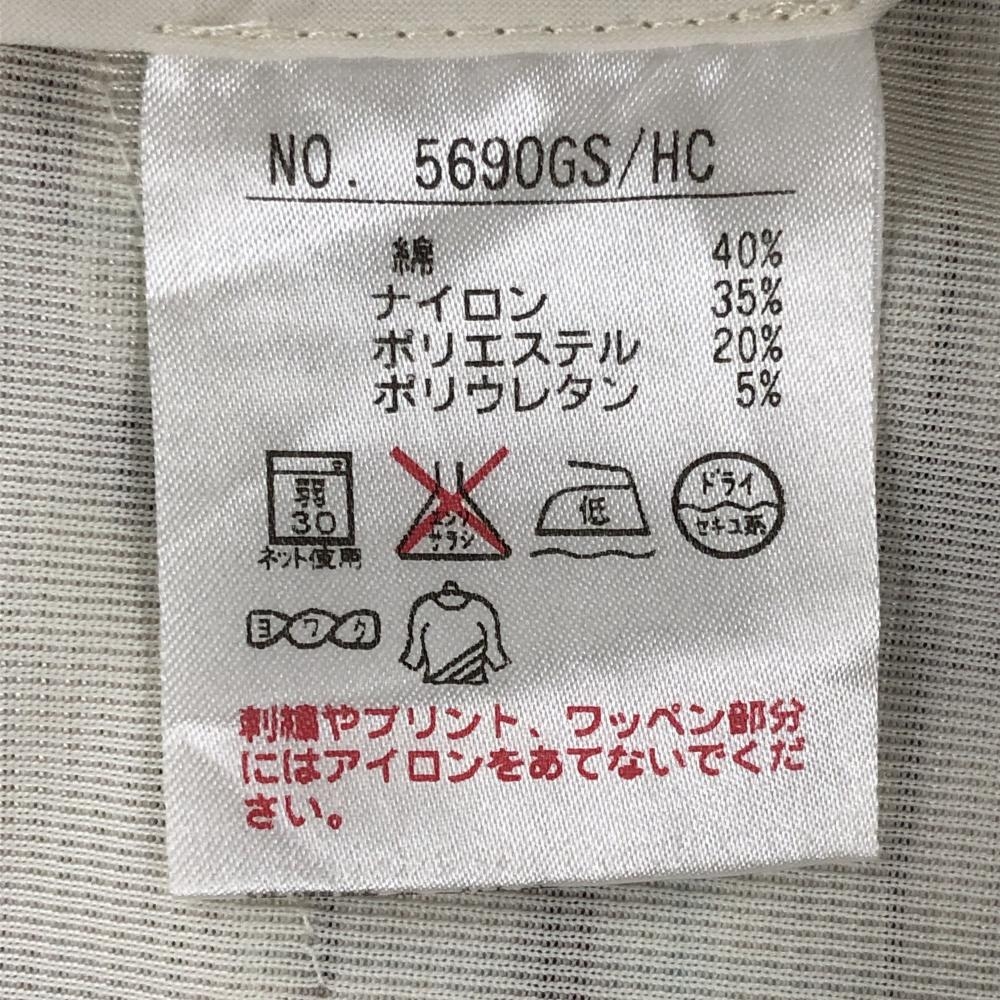 NO. 5690GS/HC
綿 40%
ナイロン 35%
ポリエステル 20%
ポリウレタン 5%
弱
30
ネット使用
エンソ
サラシ
低
ドライ
セキユ系
ヨワク
刺繍やプリント、ワッペン部分
にはアイロンをあてないでくだ
さい。